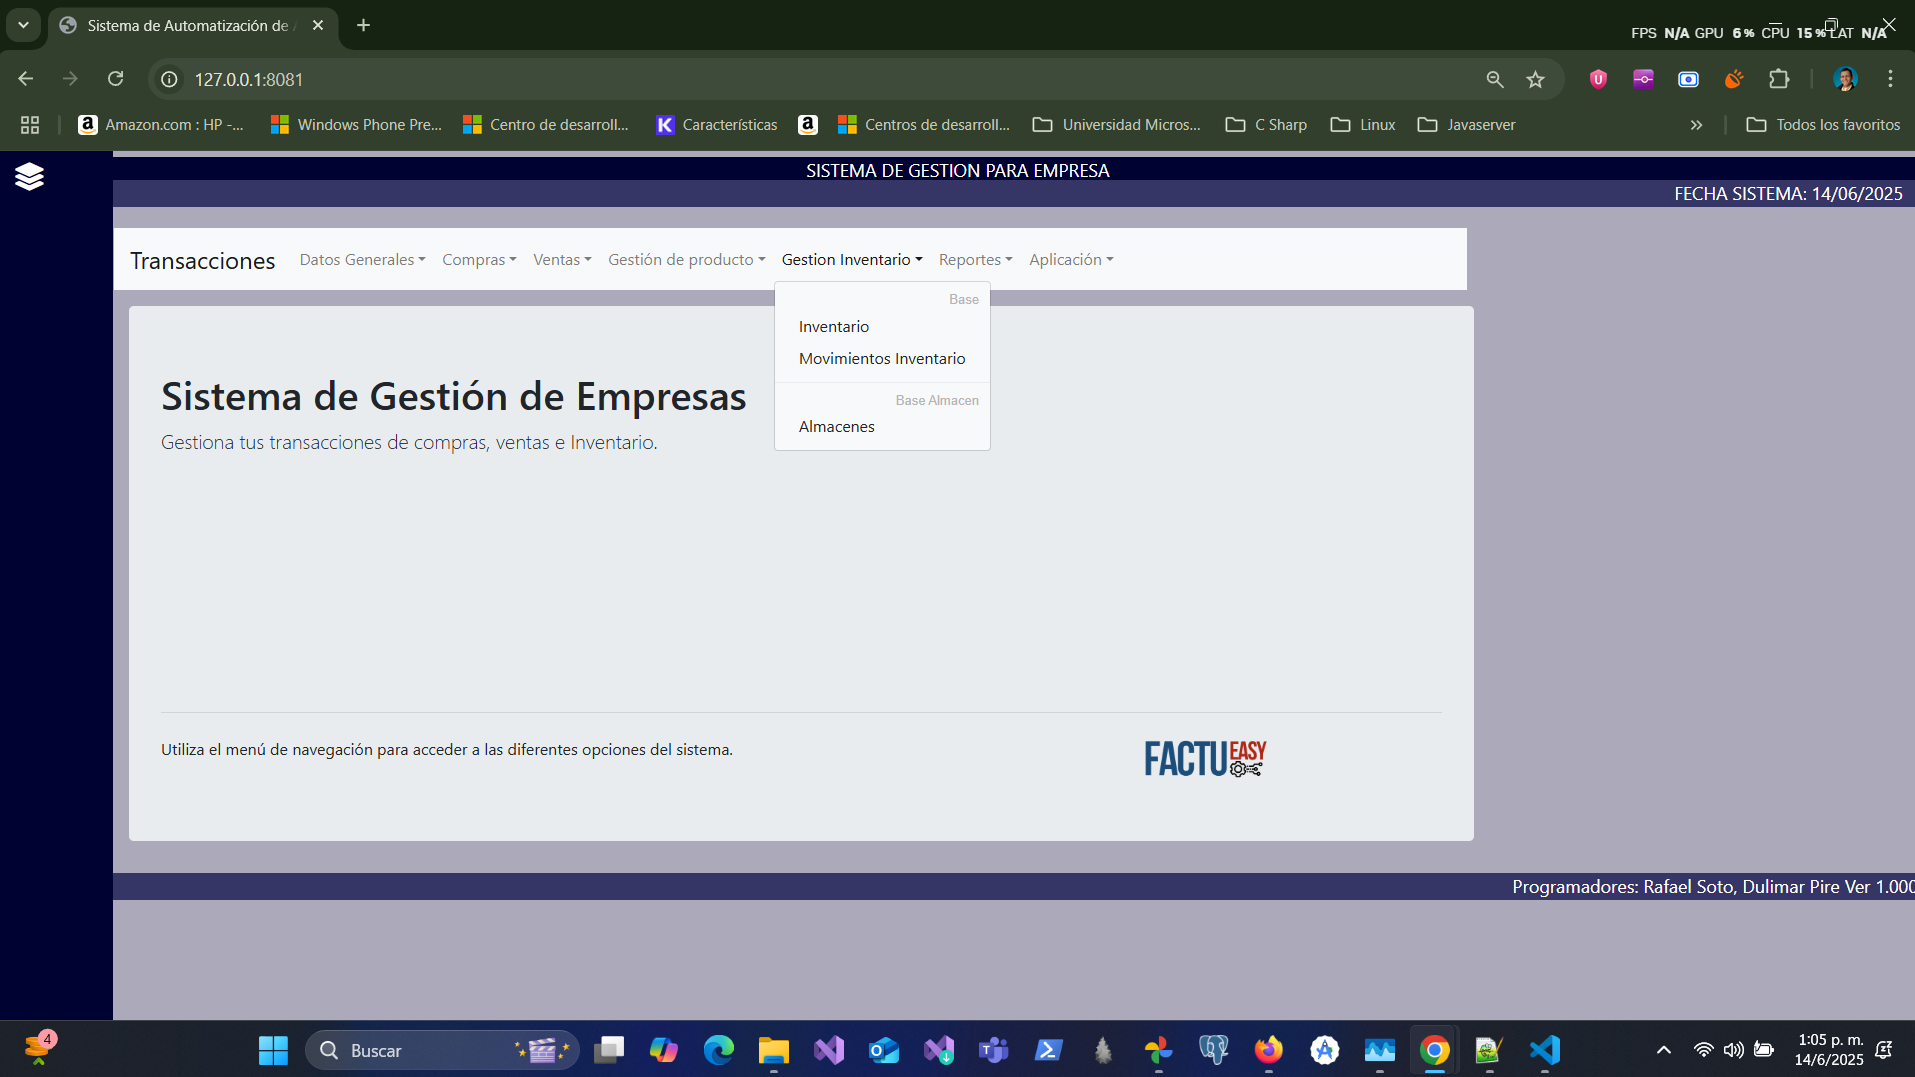 Sistema de Automatización de A
FPS N/A GPU 6% CPU 15% LAT N/A
127.0.0.1:8081
Amazon.com : HP -...
Windows Phone Pre...
Centro de desarroll...
Características
Centros de desarroll...
Universidad Micros...
C Sharp
Linux
Javaserver
Todos los favoritos
SISTEMA DE GESTION PARA EMPRESA
FECHA SISTEMA: 14/06/2025
Transacciones Datos Generales Compras Ventas Gestión de producto Gestion Inventario Reportes Aplicación
Base
Inventario
Movimientos Inventario
Base Almacen
Almacenes
Sistema de Gestión de Empresas
Gestiona tus transacciones de compras, ventas e Inventario.
Utiliza el menú de navegación para acceder a las diferentes opciones del sistema.
FACTU EASY
Programadores: Rafael Soto, Dulimar Pire Ver 1.000
4
Buscar
1:05 p. m.
14/6/2025